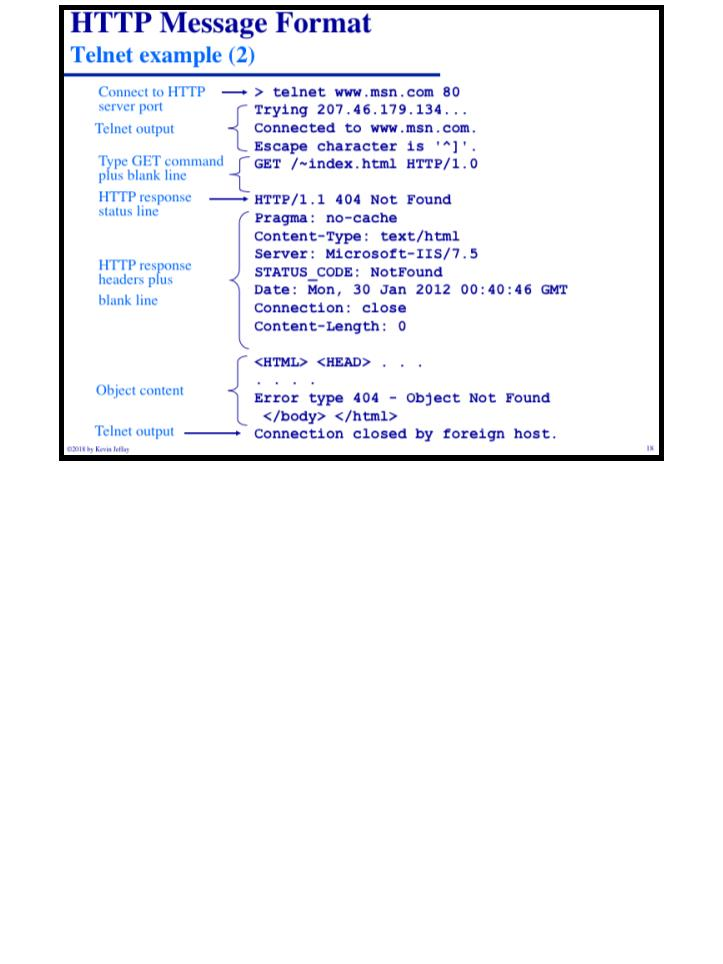 HTTP Message Format
Telnet example (2)
Connect to HTTP
server port
> telnet www.msn.com 80
Telnet output
Trying 207.46.179.134...
Connected to www.msn.com.
Escape character is '^]'.
Type GET command
plus blank line
GET /~index.html HTTP/1.0
HTTP response
status line
HTTP/1.1 404 Not Found
HTTP response
headers plus
blank line
Pragma: no-cache
Content-Type: text/html
Server: Microsoft-IIS/7.5
STATUS_CODE: NotFound
Date: Mon, 30 Jan 2012 00:40:46 GMT
Connection: close
Content-Length: 0
Object content
<HTML> <HEAD> . . .
. . . .
Error type 404 - Object Not Found
</body> </html>
Telnet output
Connection closed by foreign host.
©2018 by Kevin Jeffay
18